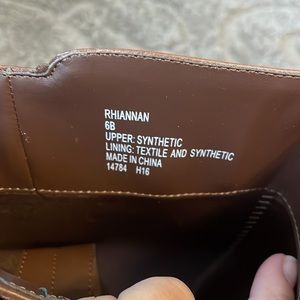 RHIANNAN
6B
UPPER: SYNTHETIC
LINING: TEXTILE AND SYNTHETIC
MADE IN CHINA
14784 H16